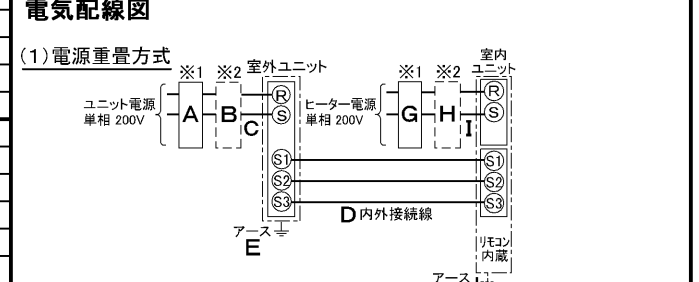 電気配線図
(1)電源重畳方式
※1 ※2 室外ユニット
ユニット電源
単相 200V
A B C
R
S
S1
S2
S3
アース
E
D 内外接続線
※1 ※2 室内
ユニット
ヒーター電源
単相 200V
G H I
R
S
S1
S2
S3
リモコン
内蔵
アース